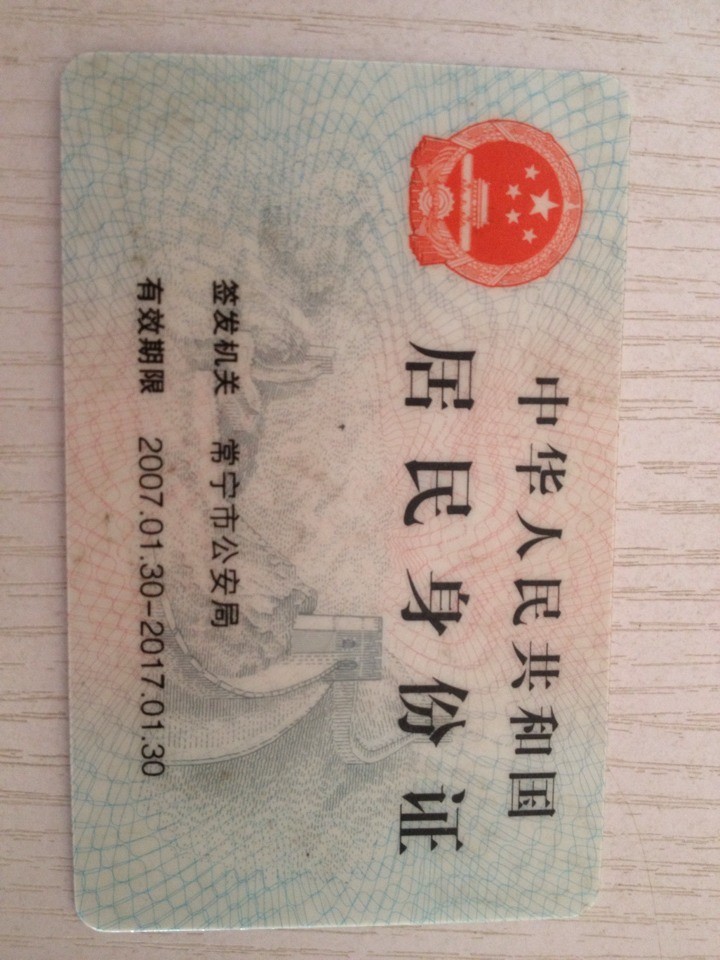 中华人民共和国
居民身份证
签发机关 常宁市公安局
有效期限 2007.01.30-2017.01.30